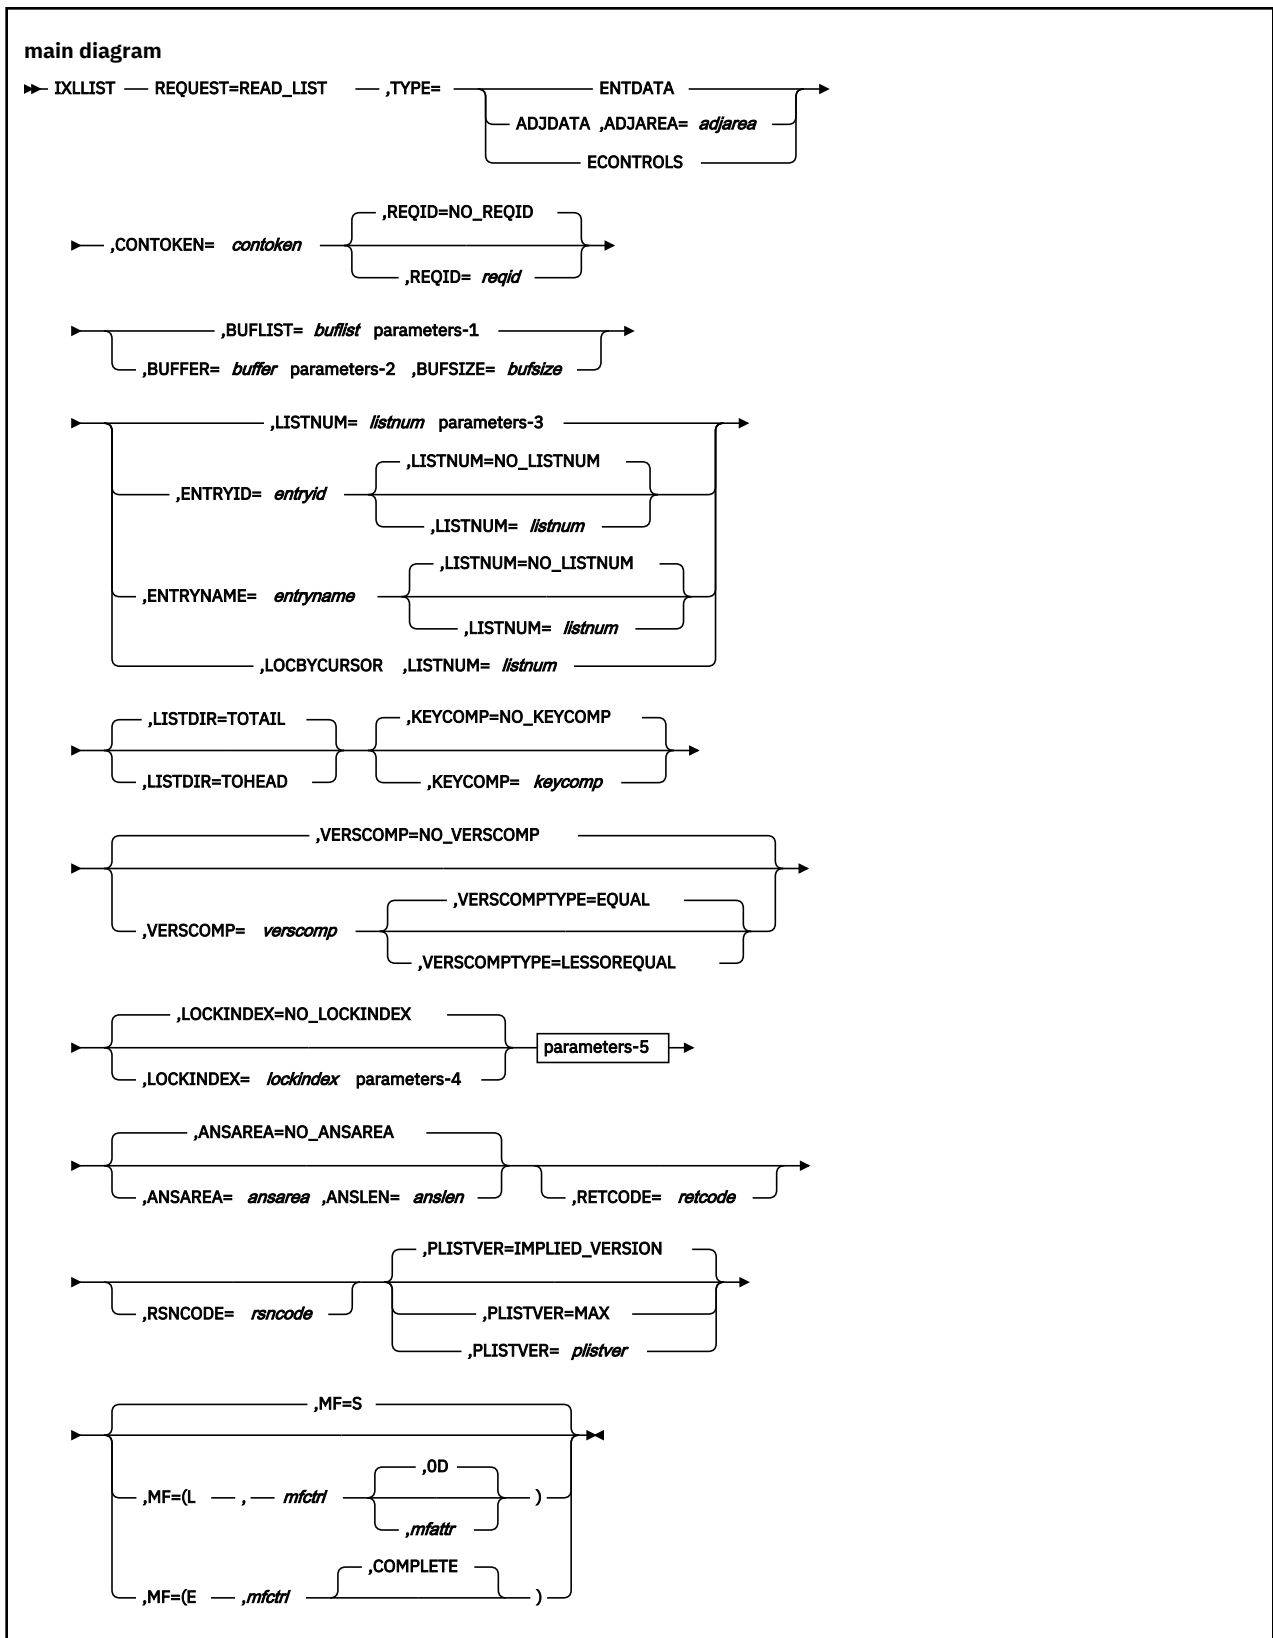 main diagram
IXLLIST REQUEST=READ_LIST ,TYPE= ENTDATA
ADJDATA ,ADJAREA= adjarea
ECONTROLS
,REQID=NO_REQID
,CONTOKEN= contoken
,REQID= reqid
,BUFLIST= buflist parameters-1
,BUFFER= buffer parameters-2 ,BUFSIZE= bufsize
,LISTNUM= listnum parameters-3
,LISTNUM=NO_LISTNUM
,ENTRYID= entryid
,LISTNUM= listnum
,LISTNUM=NO_LISTNUM
,ENTRYNAME= entryname
,LISTNUM= listnum
,LOCBYCURSOR ,LISTNUM= listnum
,LISTDIR=TOTAIL ,KEYCOMP=NO_KEYCOMP
,LISTDIR=TOHEAD ,KEYCOMP= keycomp
,VERSCOMP=NO_VERSCOMP
,VERSCOMPTYPE=EQUAL
,VERSCOMP= verscomp
,VERSCOMPTYPE=LESSOREQUAL
,LOCKINDEX=NO_LOCKINDEX
parameters-5
,LOCKINDEX= lockindex parameters-4
,ANSAREA=NO_ANSAREA
,ANSAREA= ansarea ,ANSLEN= anslen ,RETCODE= retcode
,PLISTVER=IMPLIED_VERSION
,RSNCODE= rsncode ,PLISTVER=MAX
,PLISTVER= plistver
,MF=S
,0D
,MF=(L , mfctrl )
,mfattr
,COMPLETE
,MF=(E ,mfctrl )